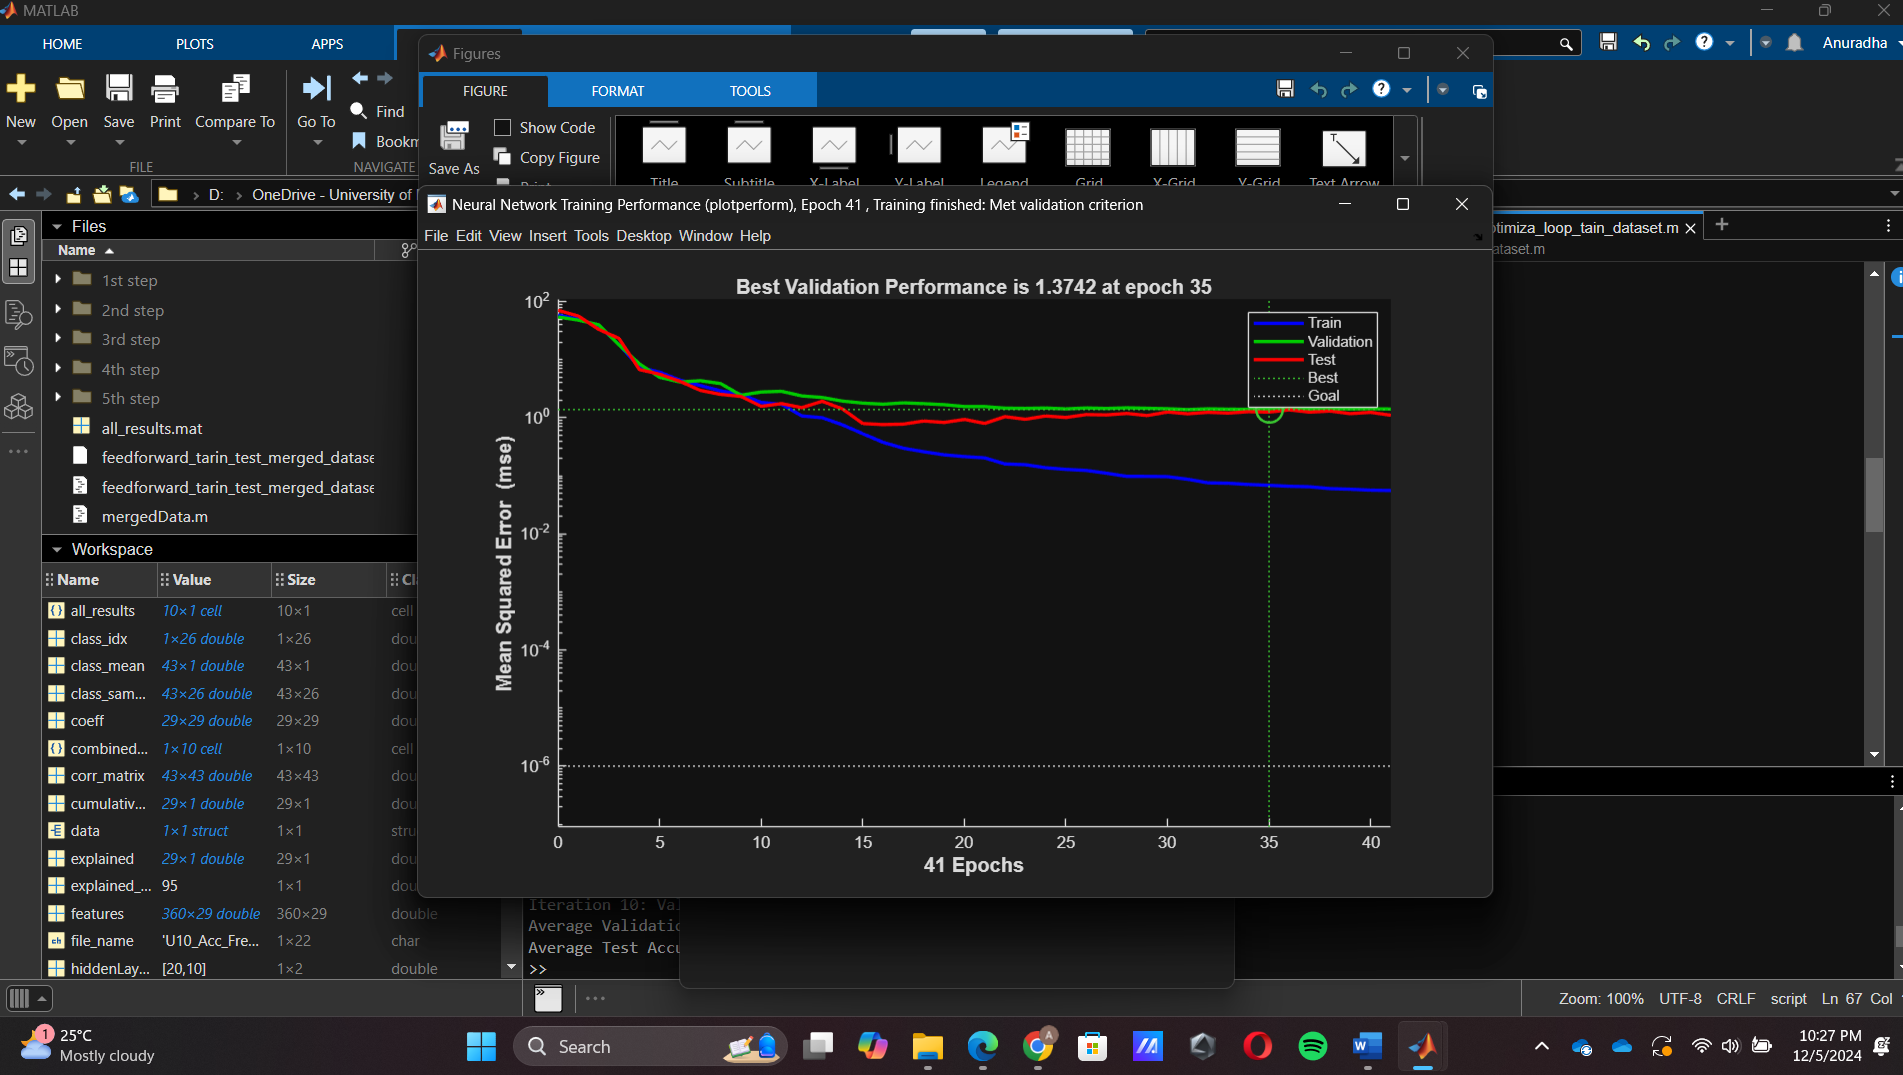 MATLAB
HOME PLOTS APPS
Anuradha
New Open Save Print Compare To Go To Find
FILE NAVIGATE
Figures
FIGURE FORMAT TOOLS
Save As Show Code
Copy Figure
Title Subtitle X-Label Y-Label Legend Grid X-Grid Y-Grid Text Arrow
D: OneDrive - University of
Neural Network Training Performance (plotperform), Epoch 41 , Training finished: Met validation criterion
File Edit View Insert Tools Desktop Window Help
timiza_loop_tain_dataset.m
ataset.m
Files
Name
1st step
2nd step
3rd step
4th step
5th step
all_results.mat
feedforward_tarin_test_merged_datase
feedforward_tarin_test_merged_datase
mergedData.m
Workspace
Name Value Size
all_results 10×1 cell 10×1 cell
class_idx 1×26 double 1×26 dou
class_mean 43×1 double 43×1 dou
class_sam... 43×26 double 43×26 dou
coeff 29×29 double 29×29 dou
combined... 1×10 cell 1×10 cell
corr_matrix 43×43 double 43×43 dou
cumulativ... 29×1 double 29×1 dou
data 1×1 struct 1×1 stru
explained 29×1 double 29×1 dou
explained_... 95 1×1 dou
features 360×29 double 360×29 double
file_name 'U10_Acc_Fre... 1×22 char
hiddenLay... [20,10] 1×2 double
Best Validation Performance is 1.3742 at epoch 35
Train
Validation
Test
Best
Goal
Mean Squared Error (mse)
10²
10⁰
10⁻²
10⁻⁴
10⁻⁶
0 5 10 15 20 25 30 35 40
41 Epochs
Iteration 10: Val
Average Validatio
Average Test Accu
>>
Zoom: 100% UTF-8 CRLF script Ln 67 Col
1
25°C
Mostly cloudy
Search
10:27 PM
12/5/2024